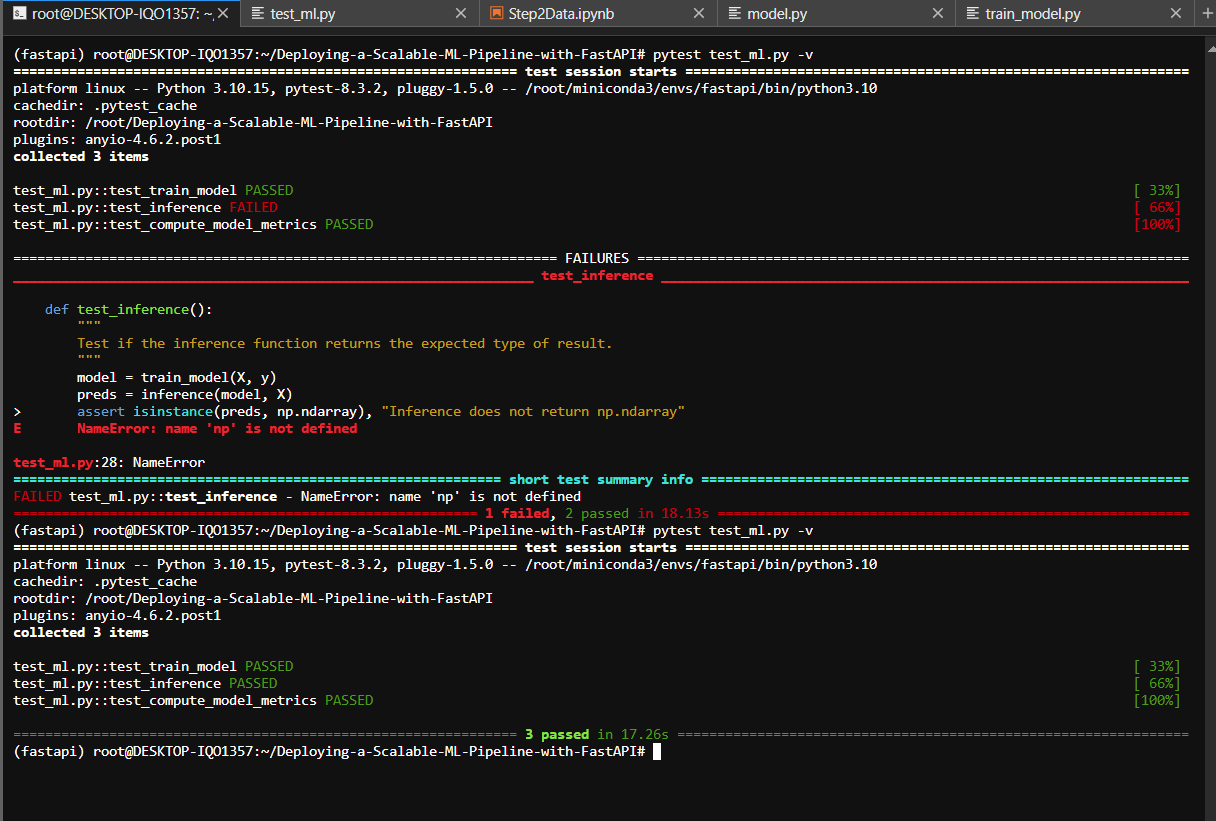 root@DESKTOP-IQO1357: ~, test_ml.py Step2Data.ipynb model.py train_model.py
(fastapi) root@DESKTOP-IQO1357:~/Deploying-a-Scalable-ML-Pipeline-with-FastAPI# pytest test_ml.py -v
=============================================================== test session starts ===============================================================
platform linux -- Python 3.10.15, pytest-8.3.2, pluggy-1.5.0 -- /root/miniconda3/envs/fastapi/bin/python3.10
cachedir: .pytest_cache
rootdir: /root/Deploying-a-Scalable-ML-Pipeline-with-FastAPI
plugins: anyio-4.6.2.post1
collected 3 items
test_ml.py::test_train_model PASSED [ 33%]
test_ml.py::test_inference FAILED [ 66%]
test_ml.py::test_compute_model_metrics PASSED [100%]
==================================================================== FAILURES =====================================================================
_________________________________________________________________ test_inference __________________________________________________________________
def test_inference():
"""
Test if the inference function returns the expected type of result.
"""
model = train_model(X, y)
preds = inference(model, X)
> assert isinstance(preds, np.ndarray), "Inference does not return np.ndarray"
E NameError: name 'np' is not defined
test_ml.py:28: NameError
============================================================= short test summary info =============================================================
FAILED test_ml.py::test_inference - NameError: name 'np' is not defined
========================================================== 1 failed, 2 passed in 18.13s ===========================================================
(fastapi) root@DESKTOP-IQO1357:~/Deploying-a-Scalable-ML-Pipeline-with-FastAPI# pytest test_ml.py -v
=============================================================== test session starts ===============================================================
platform linux -- Python 3.10.15, pytest-8.3.2, pluggy-1.5.0 -- /root/miniconda3/envs/fastapi/bin/python3.10
cachedir: .pytest_cache
rootdir: /root/Deploying-a-Scalable-ML-Pipeline-with-FastAPI
plugins: anyio-4.6.2.post1
collected 3 items
test_ml.py::test_train_model PASSED [ 33%]
test_ml.py::test_inference PASSED [ 66%]
test_ml.py::test_compute_model_metrics PASSED [100%]
=============================================================== 3 passed in 17.26s ================================================================
(fastapi) root@DESKTOP-IQO1357:~/Deploying-a-Scalable-ML-Pipeline-with-FastAPI#